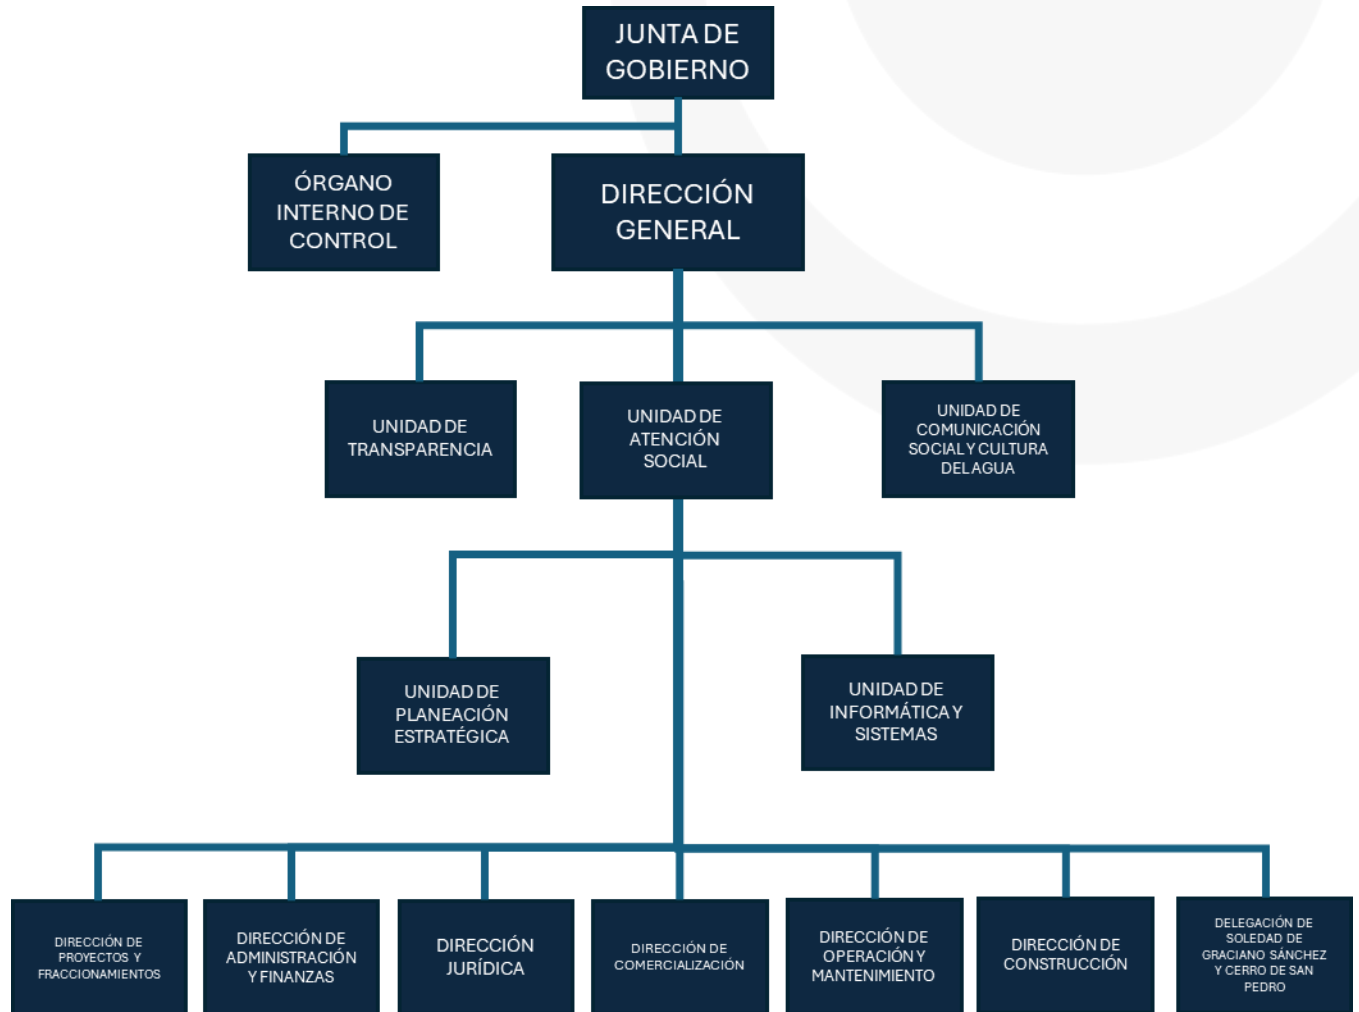 JUNTA DE
GOBIERNO
ÓRGANO
INTERNO DE
CONTROL
DIRECCIÓN
GENERAL
UNIDAD DE
TRANSPARENCIA
UNIDAD DE
ATENCIÓN
SOCIAL
UNIDAD DE
COMUNICACIÓN
SOCIAL Y CULTURA
DEL AGUA
UNIDAD DE
PLANEACIÓN
ESTRATÉGICA
UNIDAD DE
INFORMÁTICA Y
SISTEMAS
DIRECCIÓN DE
PROYECTOS Y
FRACCIONAMIENTOS
DIRECCIÓN DE
ADMINISTRACIÓN
Y FINANZAS
DIRECCIÓN
JURÍDICA
DIRECCIÓN DE
COMERCIALIZACIÓN
DIRECCIÓN DE
OPERACIÓN Y
MANTENIMIENTO
DIRECCIÓN DE
CONSTRUCCIÓN
DELEGACIÓN DE
SOLEDAD DE
GRACIANO SÁNCHEZ
Y CERRO DE SAN
PEDRO